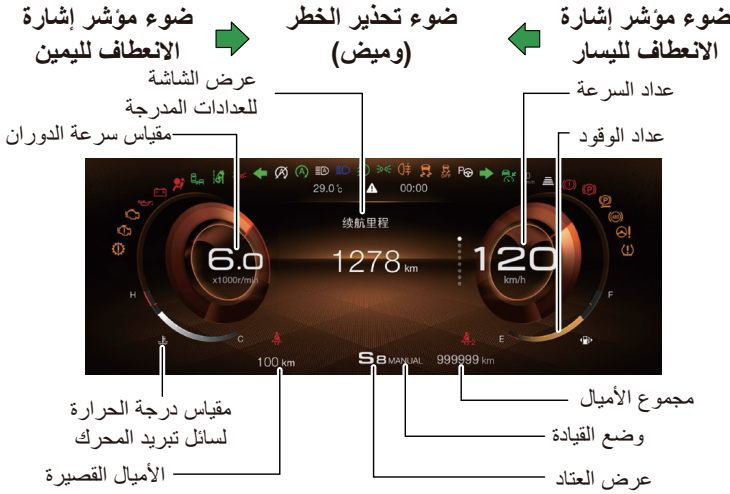 ضوء مؤشر إشارة
الانعطاف لليسار
ضوء تحذير الخطر
(وميض)
ضوء مؤشر إشارة
الانعطاف لليمين
عداد السرعة
عداد الوقود
عرض الشاشة
للعدادات المدرجة
مقياس سرعة الدوران
29.0℃
00:00
续航里程
6.0
x1000r/min
1278 km
120
km/h
H
C
E
F
100 km
S8 MANUAL
999999 km
مقياس درجة الحرارة
لسائل تبريد المحرك
الأميال القصيرة
مجموع الأميال
وضع القيادة
عرض العتاد